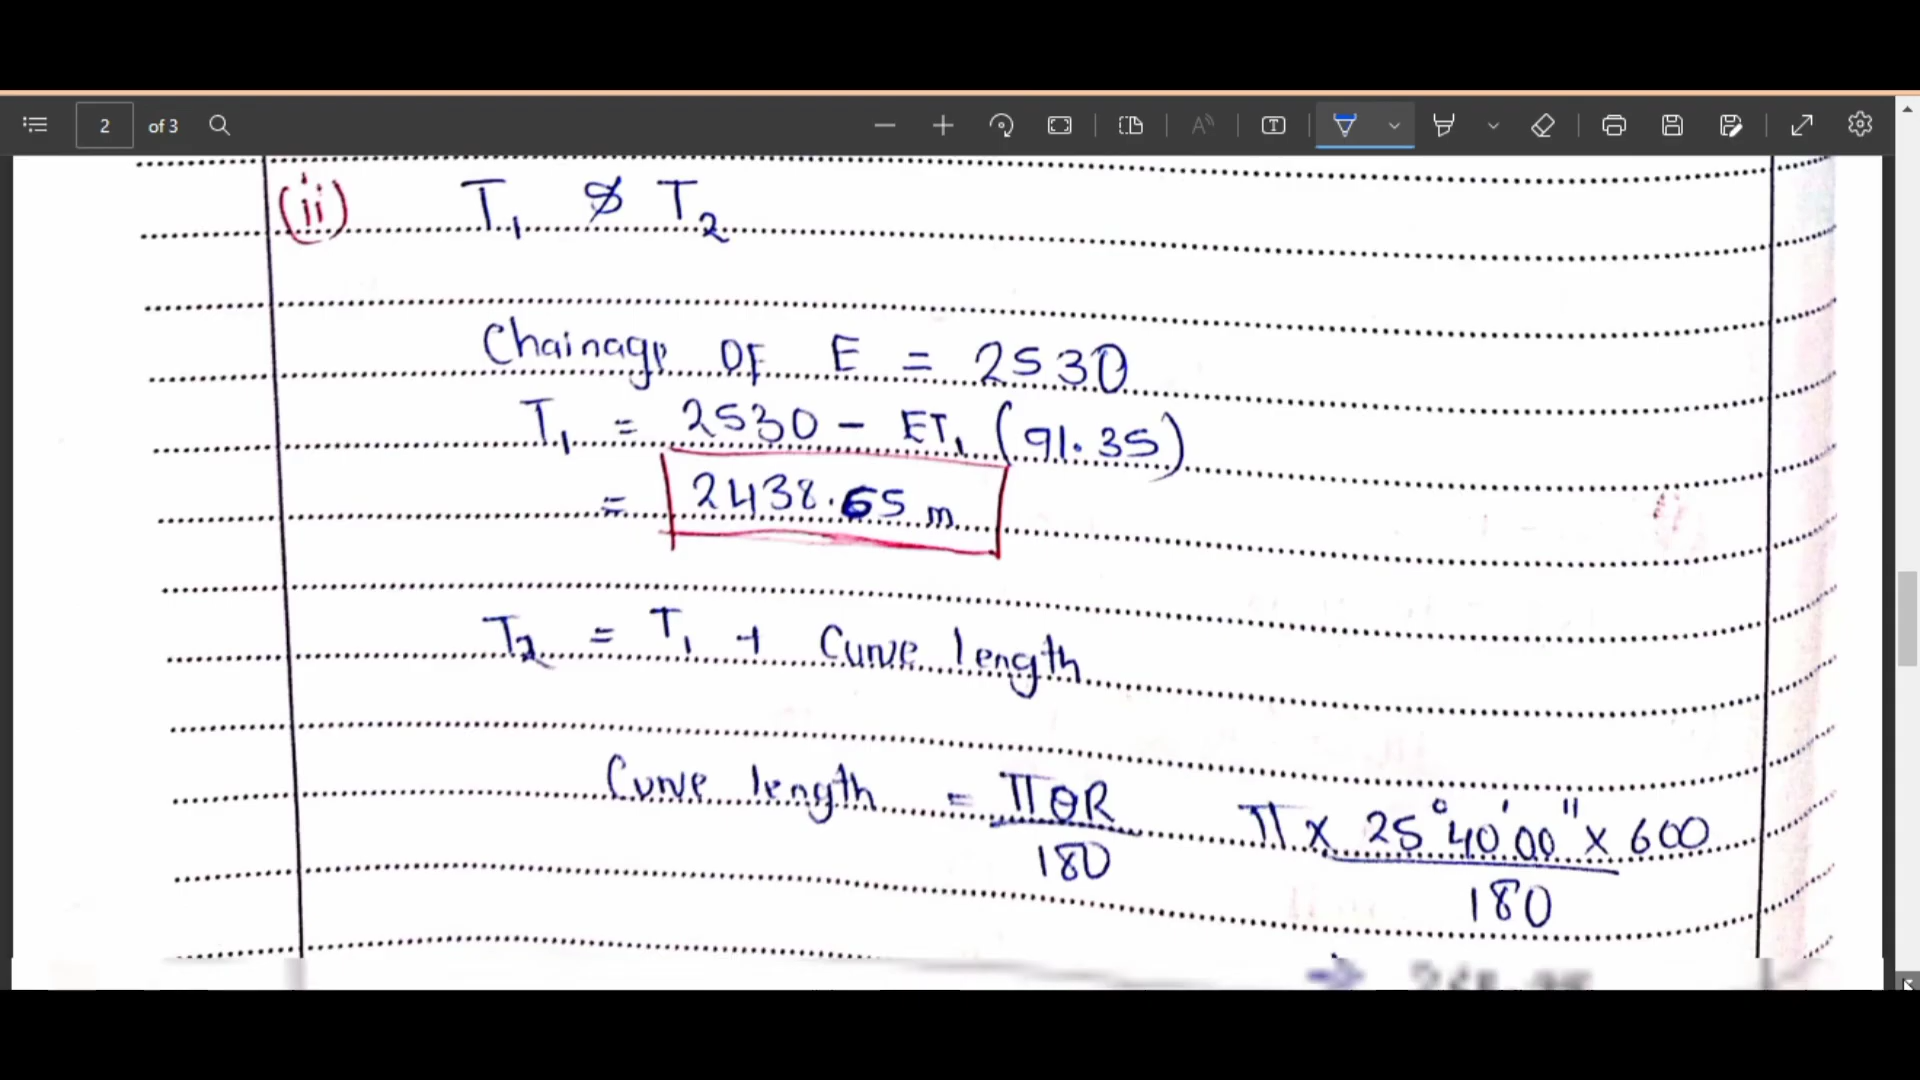 2 of 3
(ii) T₁ & T₂
Chainage OF E = 2530
T₁ = 2530 - ET₁ (91.35)
= 2438.65 m
T₂ = T₁ + Curve length
Curve length = ΠθR / 180 Π x 25°40'00" x 600 / 180